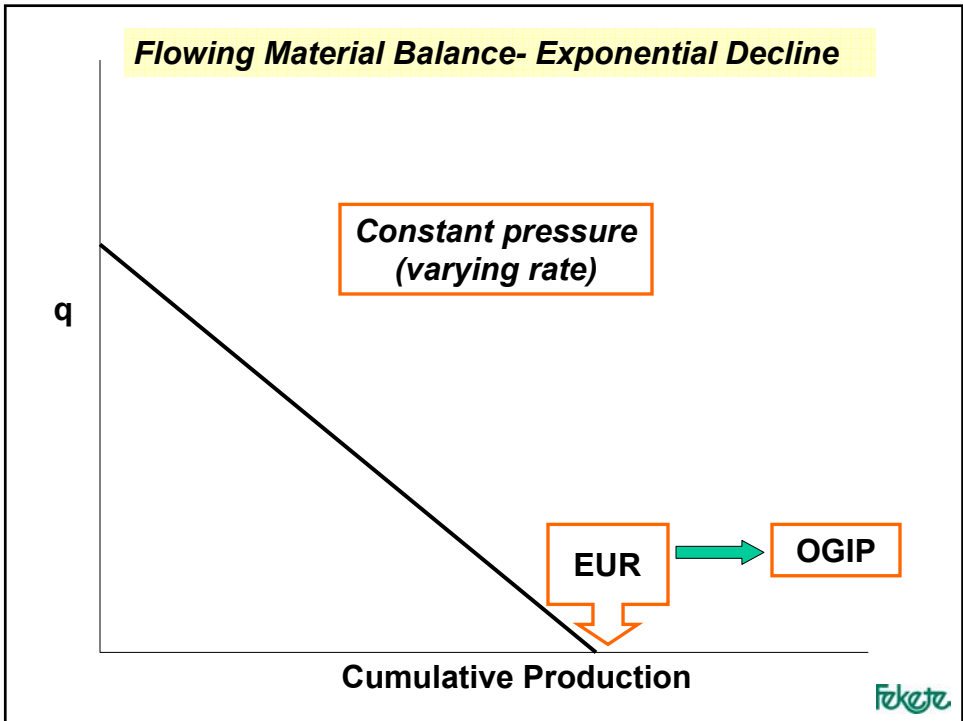 Flowing Material Balance- Exponential Decline
Constant pressure
(varying rate)
q
EUR
OGIP
Cumulative Production
Fekete